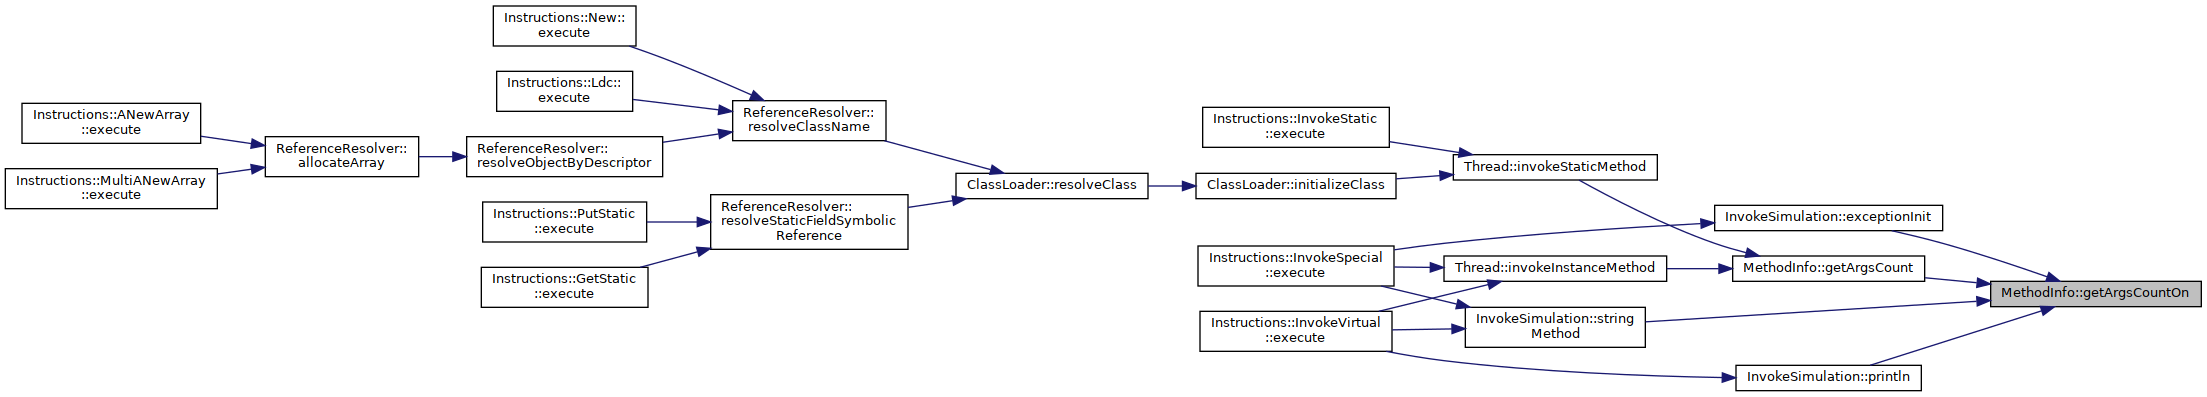 Instructions::New::
execute
Instructions::Ldc::
execute
Instructions::ANewArray
::execute
Instructions::MultiANewArray
::execute
ReferenceResolver::
allocateArray
ReferenceResolver::
resolveObjectByDescriptor
ReferenceResolver::
resolveClassName
Instructions::PutStatic
::execute
Instructions::GetStatic
::execute
ReferenceResolver::
resolveStaticFieldSymbolic
Reference
ClassLoader::resolveClass
ClassLoader::initializeClass
Instructions::InvokeStatic
::execute
Thread::invokeStaticMethod
Instructions::InvokeSpecial
::execute
Instructions::InvokeVirtual
::execute
Thread::invokeInstanceMethod
InvokeSimulation::string
Method
InvokeSimulation::exceptionInit
MethodInfo::getArgsCount
InvokeSimulation::println
MethodInfo::getArgsCountOn